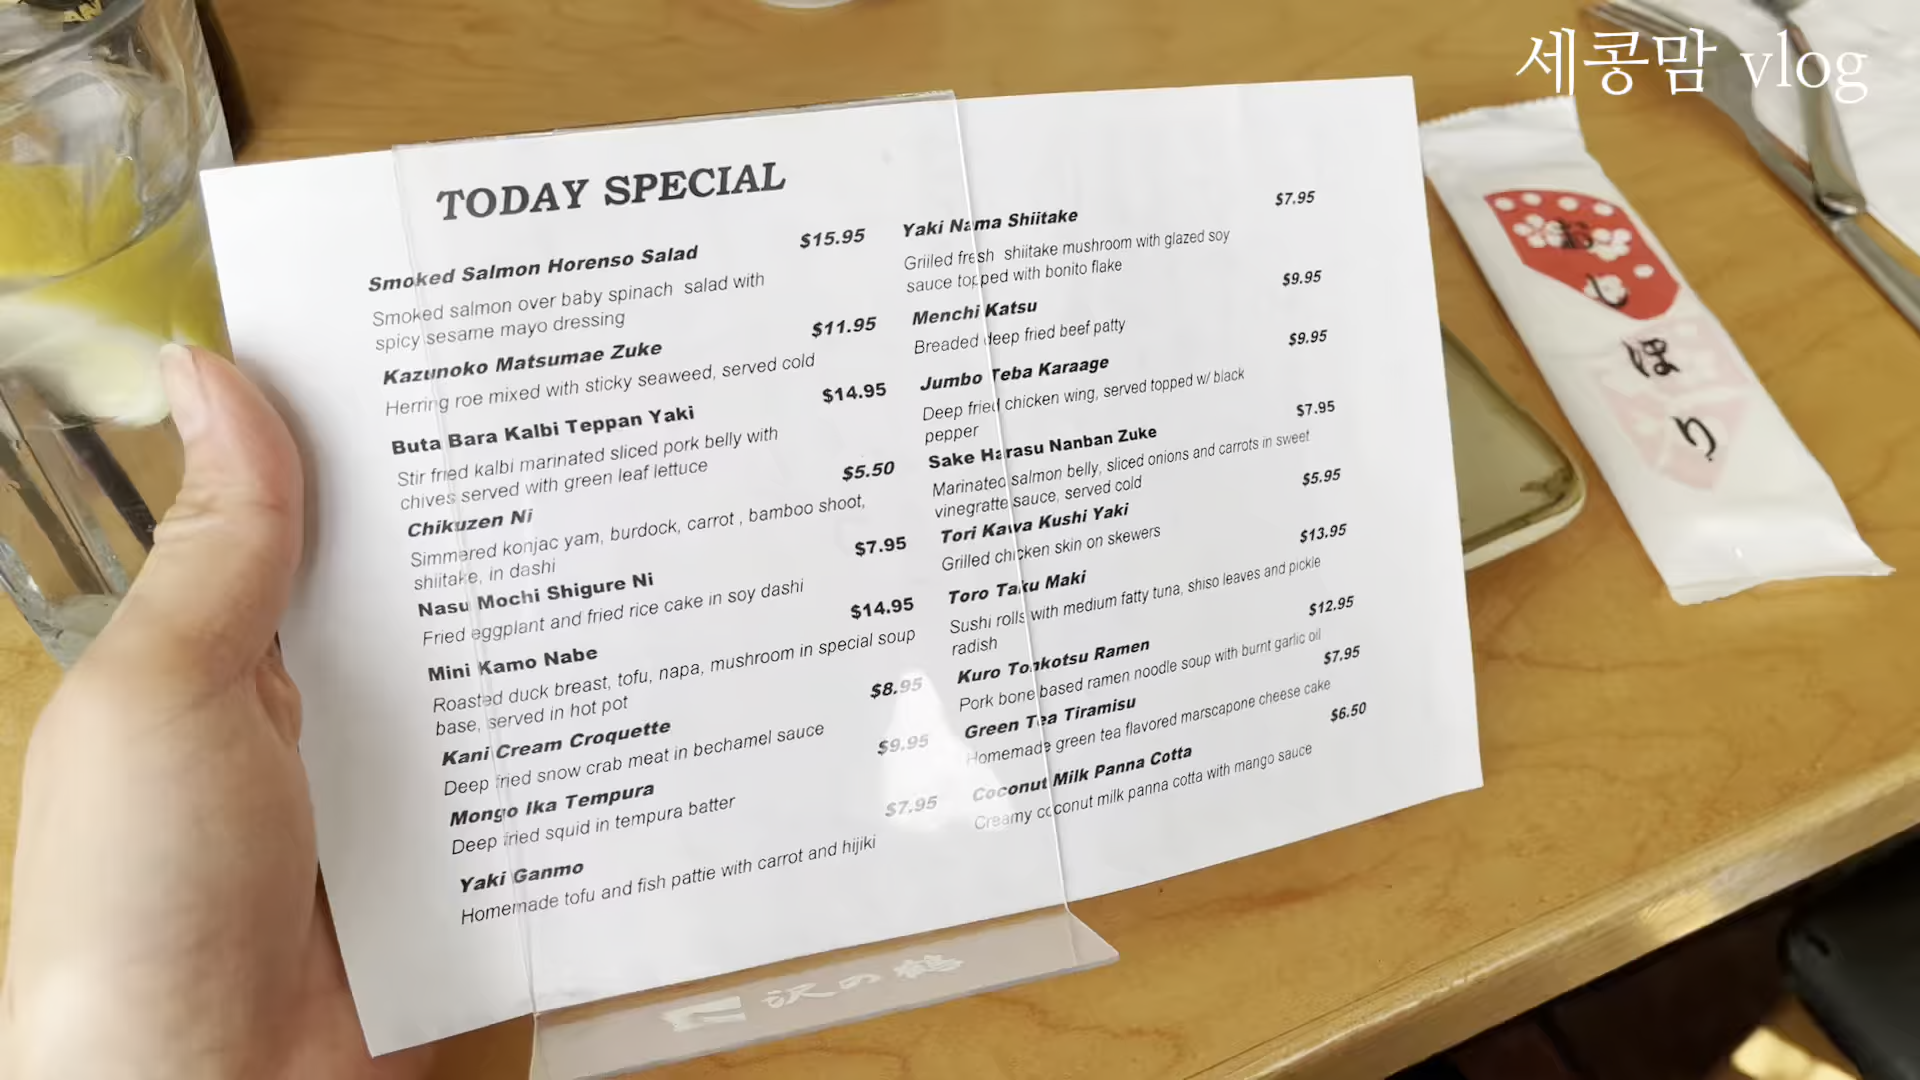 세콩맘 vlog
TODAY SPECIAL
Smoked Salmon Horenso Salad $15.95
Smoked salmon over baby spinach salad with
spicy sesame mayo dressing
Kazunoko Matsumae Zuke $11.95
Herring roe mixed with sticky seaweed, served cold
Buta Bara Kalbi Teppan Yaki $14.95
Stir fried kalbi marinated sliced pork belly with
chives served with green leaf lettuce
Chikuzen Ni $5.50
Simmered konjac yam, burdock, carrot , bamboo shoot,
shiitake, in dashi
Nasu Mochi Shigure Ni $7.95
Fried eggplant and fried rice cake in soy dashi
Mini Kamo Nabe $14.95
Roasted duck breast, tofu, napa, mushroom in special soup
base, served in hot pot
Kani Cream Croquette $8.95
Deep fried snow crab meat in bechamel sauce
Mongo Ika Tempura $9.95
Deep fried squid in tempura batter
Yaki Ganmo $7.95
Homemade tofu and fish pattie with carrot and hijiki
Yaki Nama Shiitake $7.95
Griiled fresh shiitake mushroom with glazed soy
sauce topped with bonito flake
Menchi Katsu $9.95
Breaded deep fried beef patty
Jumbo Teba Karaage $9.95
Deep fried chicken wing, served topped w/ black
pepper
Sake Harasu Nanban Zuke $7.95
Marinated salmon belly, sliced onions and carrots in sweet
vinegratte sauce, served cold
Tori Kawa Kushi Yaki $5.95
Grilled chicken skin on skewers
Toro Taku Maki $13.95
Sushi rolls with medium fatty tuna, shiso leaves and pickle
radish
Kuro Tonkotsu Ramen $12.95
Pork bone based ramen noodle soup with burnt garlic oil
Green Tea Tiramisu $7.95
Homemade green tea flavored marscapone cheese cake
Coconut Milk Panna Cotta $6.50
Creamy coconut milk panna cotta with mango sauce
沢の鶴
おしぼり